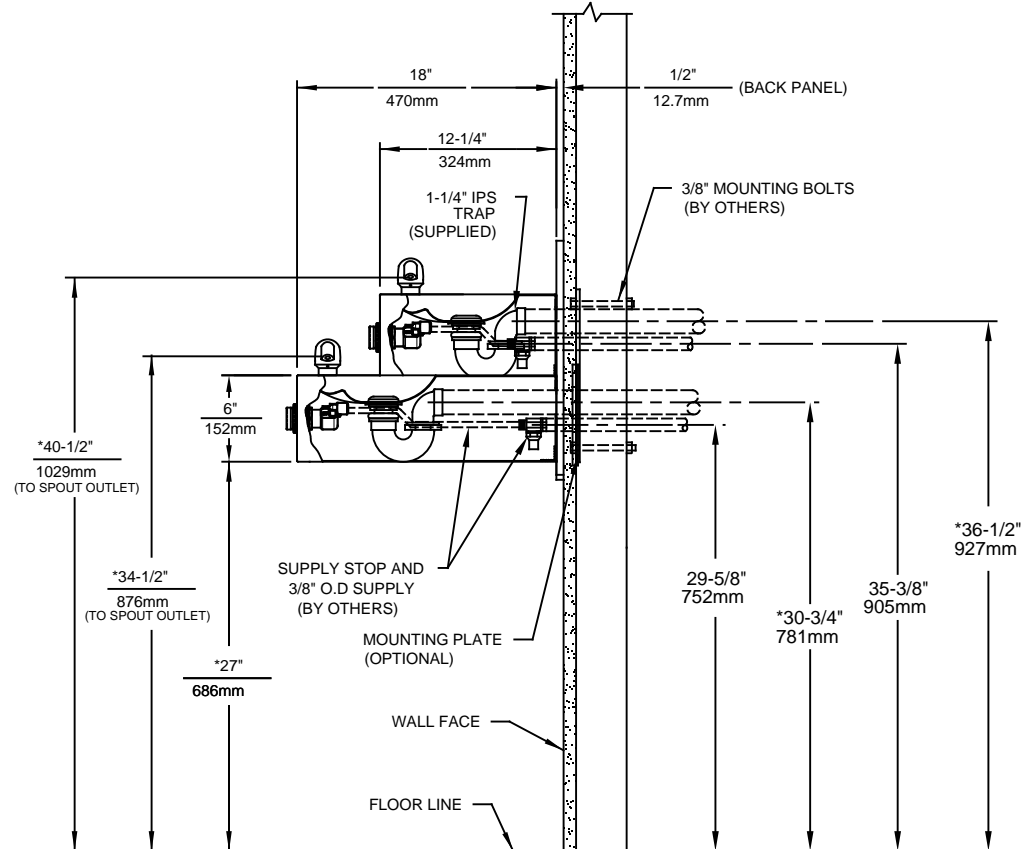 18"
470mm
1/2"
12.7mm
(BACK PANEL)
12-1/4"
324mm
1-1/4" IPS
TRAP
(SUPPLIED)
3/8" MOUNTING BOLTS
(BY OTHERS)
6"
152mm
*40-1/2"
1029mm
(TO SPOUT OUTLET)
*34-1/2"
876mm
(TO SPOUT OUTLET)
*27"
686mm
SUPPLY STOP AND
3/8" O.D SUPPLY
(BY OTHERS)
MOUNTING PLATE
(OPTIONAL)
WALL FACE
FLOOR LINE
29-5/8"
752mm
*30-3/4"
781mm
35-3/8"
905mm
*36-1/2"
927mm